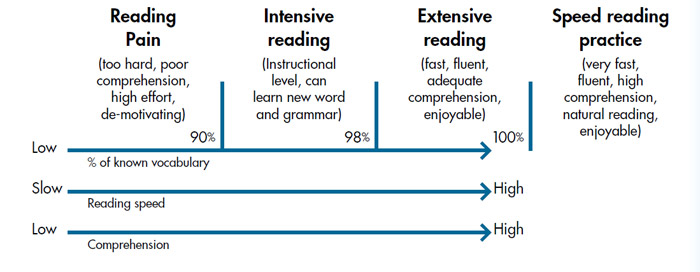 Reading
Pain
(too hard, poor
comprehension,
high effort,
de-motivating)
Intensive
reading
(Instructional
level, can
learn new word
and grammar)
Extensive
reading
(fast, fluent,
adequate
comprehension,
enjoyable)
Speed reading
practice
(very fast,
fluent, high
comprehension,
natural reading,
enjoyable)
90% 98% 100%
Low
% of known vocabulary
Slow High
Reading speed
Low High
Comprehension